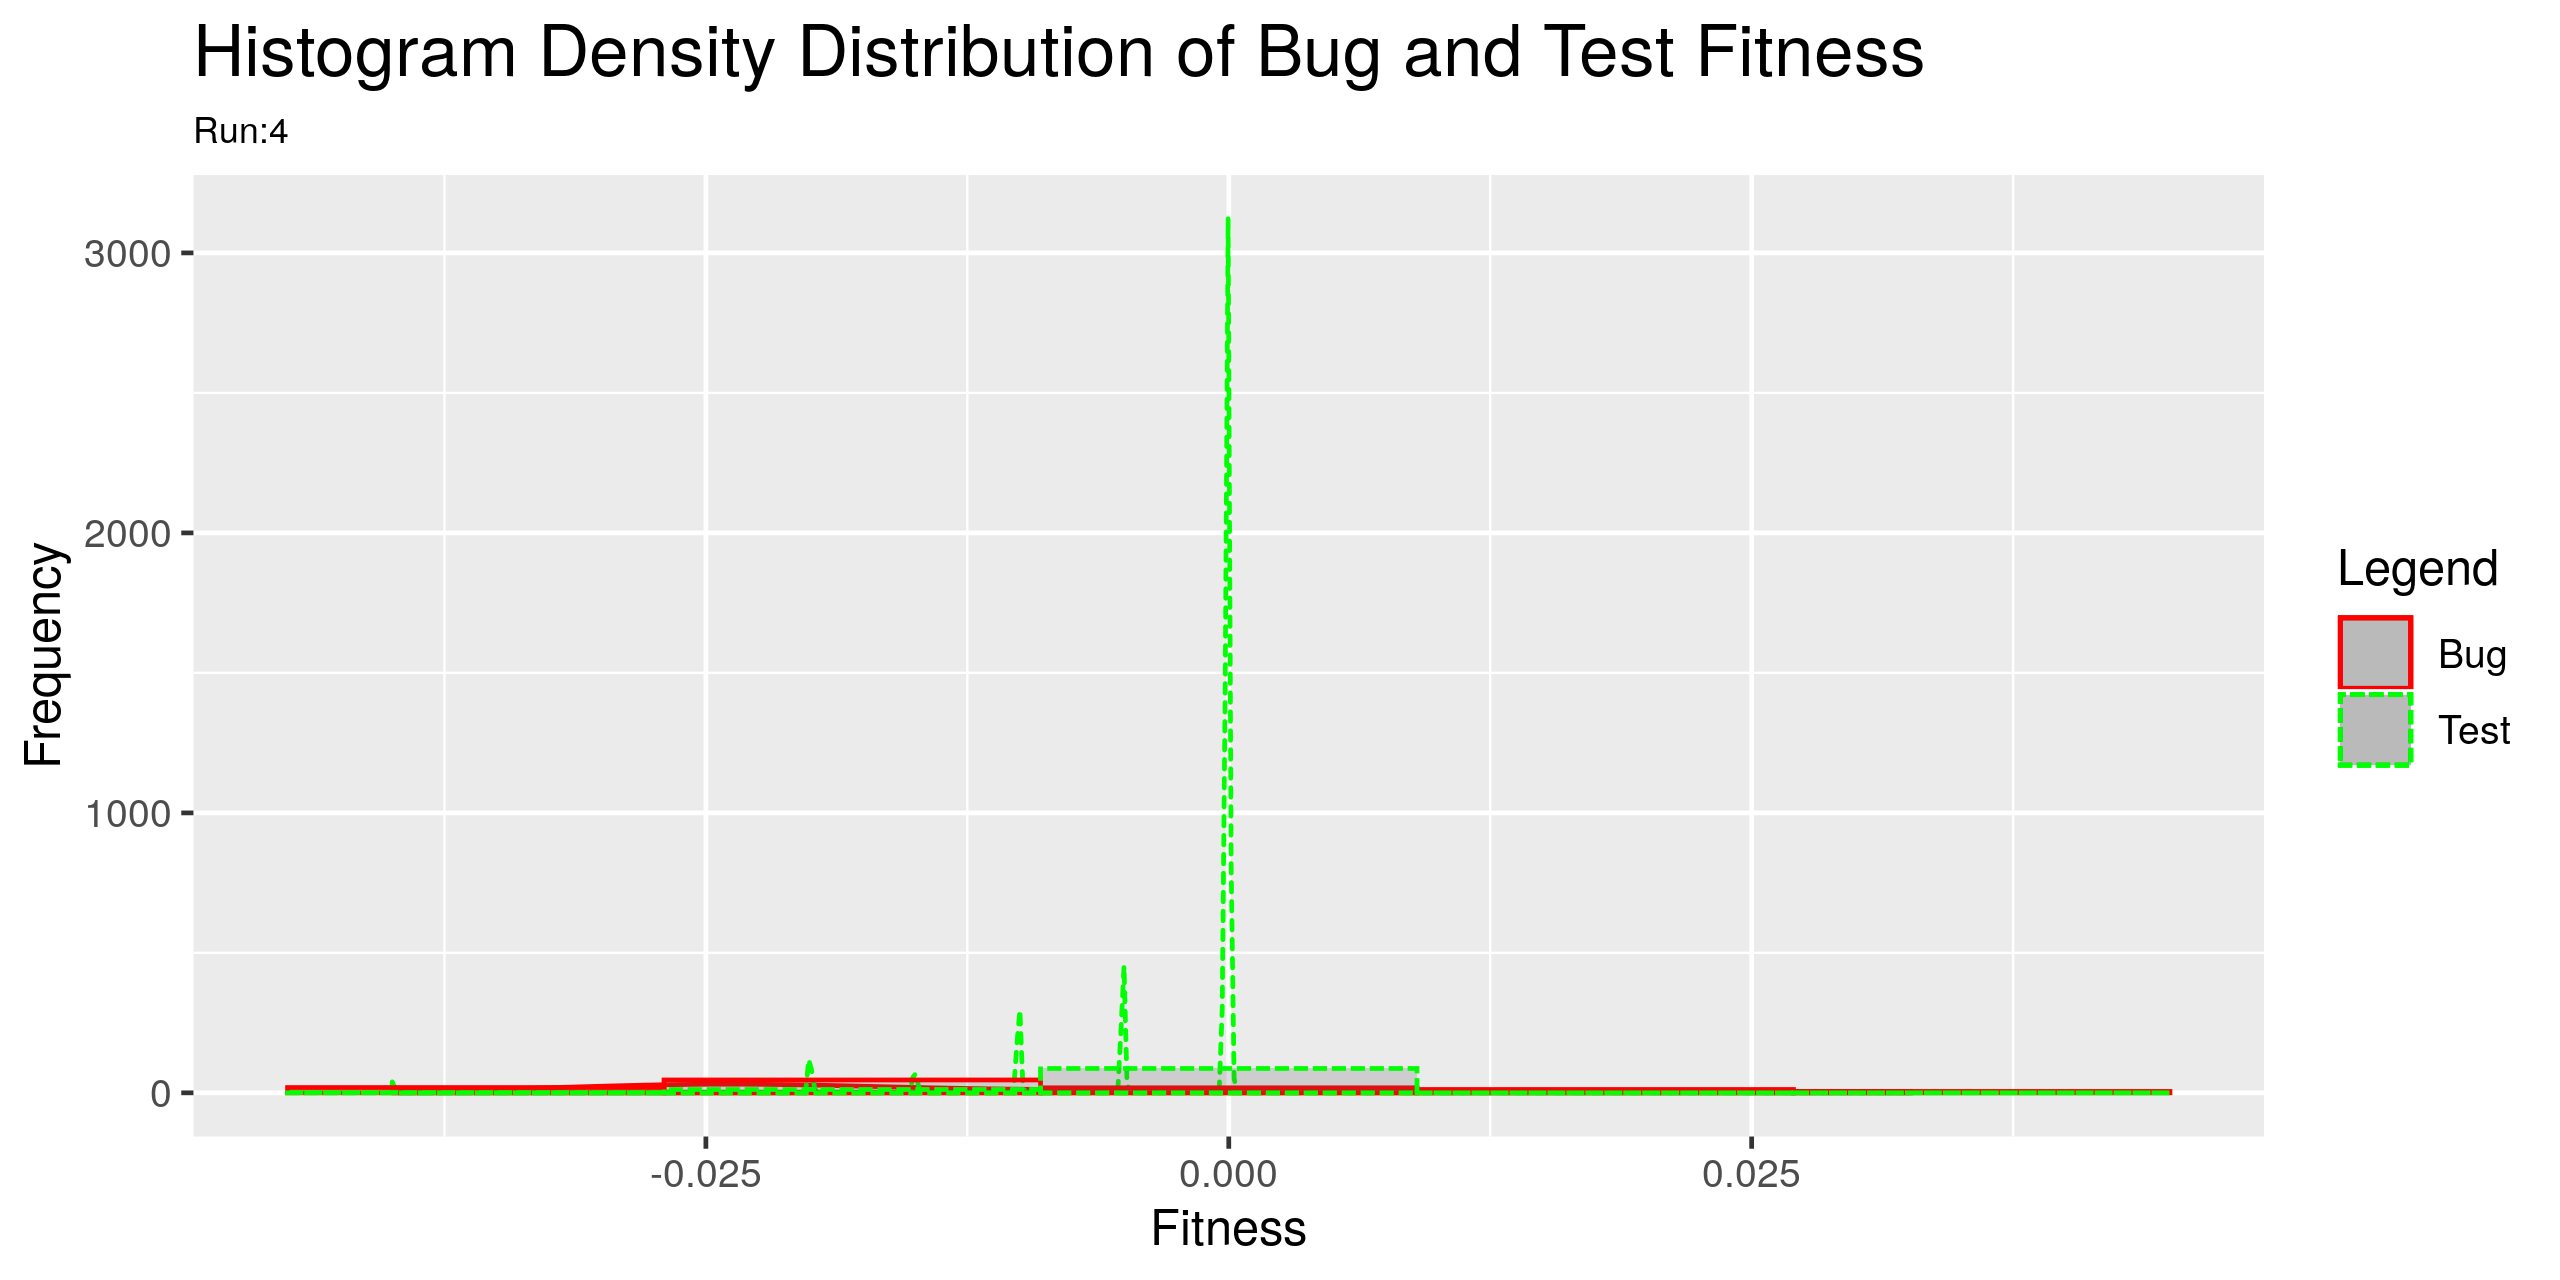 Histogram Density Distribution of Bug and Test Fitness
Run:4
Frequency
3000
2000
1000
0
-0.025
0.000
0.025
Fitness
Legend
Bug
Test